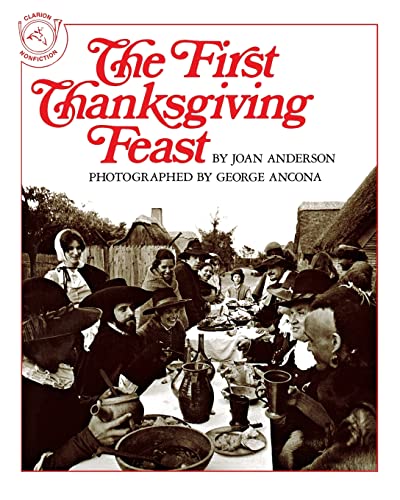 CLARION
NONFICTION
The First
Thanksgiving
Feast
BY JOAN ANDERSON
PHOTOGRAPHED BY GEORGE ANCONA